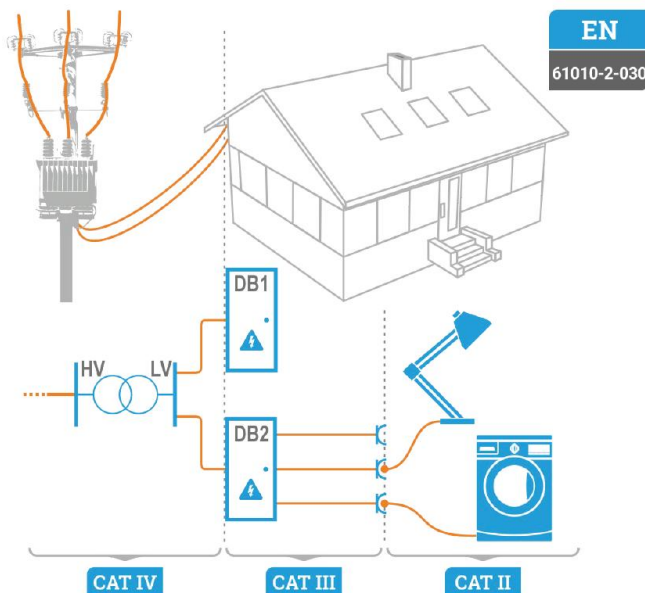 EN
61010-2-030
DB1
HV
LV
DB2
CAT IV
CAT III
CAT II